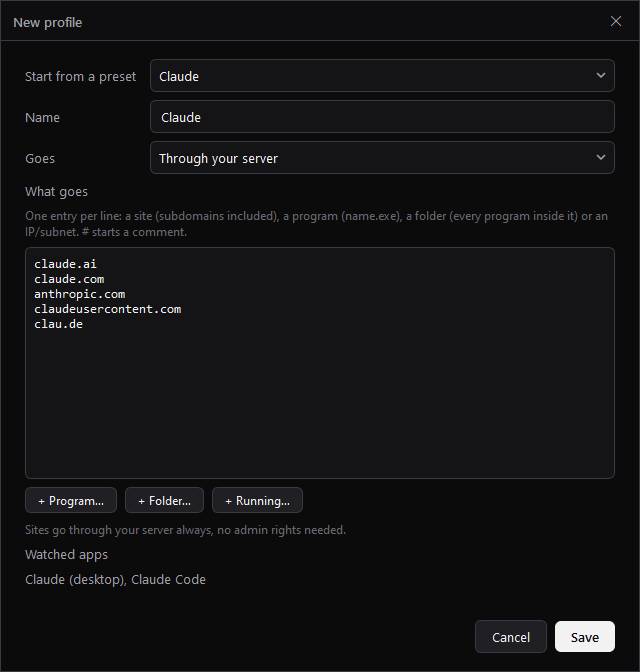 New profile
Start from a preset
Claude
Name
Claude
Goes
Through your server
What goes
One entry per line: a site (subdomains included), a program (name.exe), a folder (every program inside it) or an
IP/subnet. # starts a comment.
claude.ai
claude.com
anthropic.com
claudeusercontent.com
clau.de
+ Program...
+ Folder...
+ Running...
Sites go through your server always, no admin rights needed.
Watched apps
Claude (desktop), Claude Code
Cancel
Save